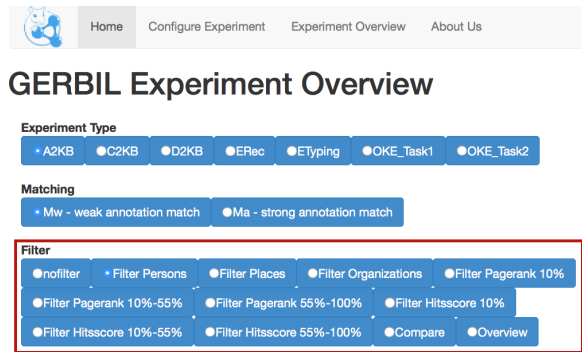 Home Configure Experiment Experiment Overview About Us
GERBIL Experiment Overview
Experiment Type
A2KB C2KB D2KB ERec ETyping OKE_Task1 OKE_Task2
Matching
Mw - weak annotation match Ma - strong annotation match
Filter
nofilter Filter Persons Filter Places Filter Organizations Filter Pagerank 10%
Filter Pagerank 10%-55% Filter Pagerank 55%-100% Filter Hitsscore 10%
Filter Hitsscore 10%-55% Filter Hitsscore 55%-100% Compare Overview